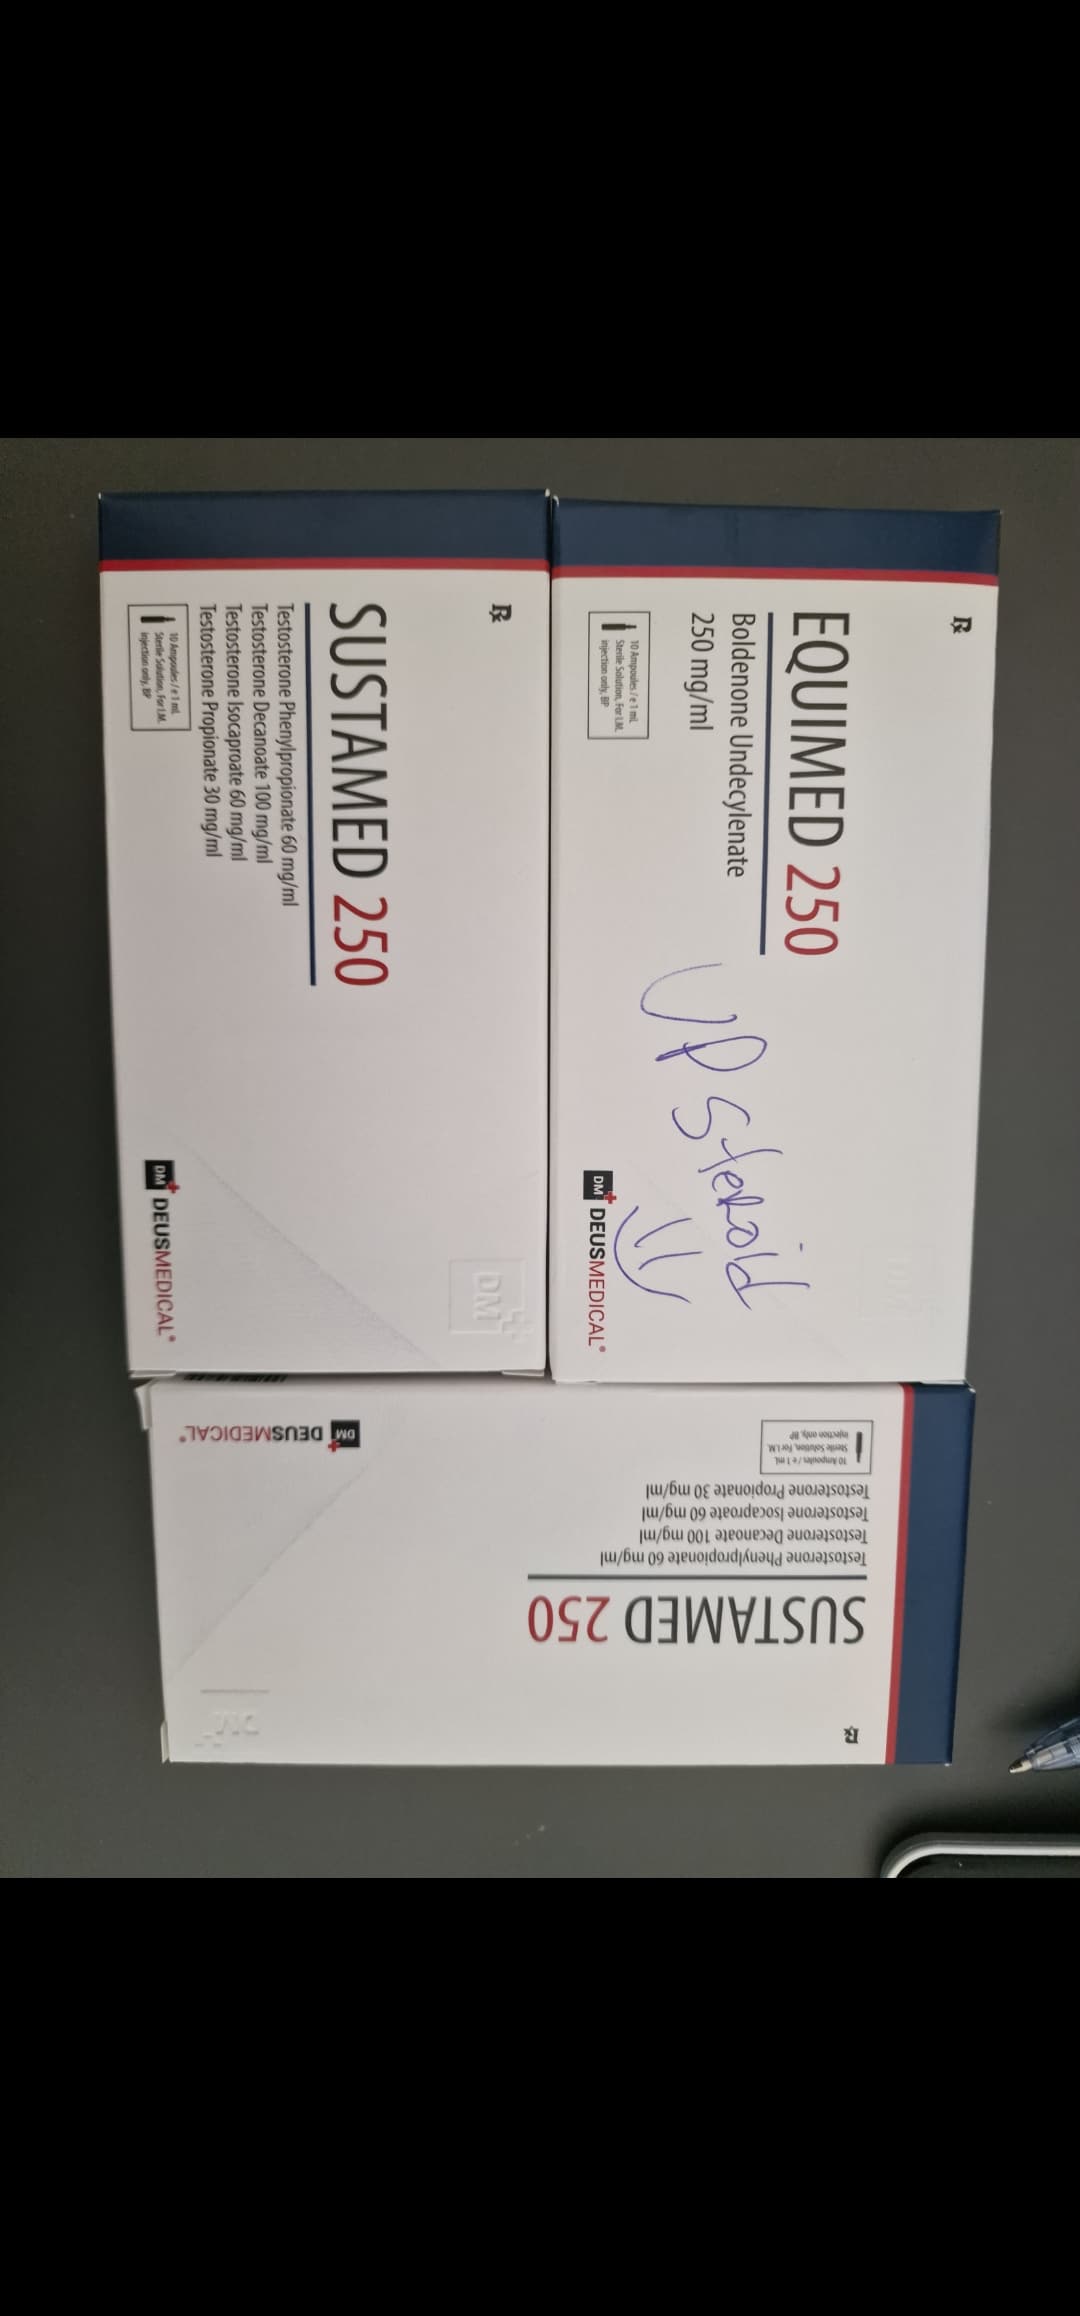 ℞
EQUIMED 250
Boldenone Undecylenate
250 mg/ml
10 Ampoules / e 1 mL
Sterile Solution, For I.M.
injection only, BP
UP Steroid
DM DEUSMEDICAL®
DM
℞
SUSTAMED 250
Testosterone Phenylpropionate 60 mg/ml
Testosterone Decanoate 100 mg/ml
Testosterone Isocaproate 60 mg/ml
Testosterone Propionate 30 mg/ml
10 Ampoules / e 1 mL
Sterile Solution, For I.M.
injection only, BP
DM DEUSMEDICAL®
DM
℞
SUSTAMED 250
Testosterone Phenylpropionate 60 mg/ml
Testosterone Decanoate 100 mg/ml
Testosterone Isocaproate 60 mg/ml
Testosterone Propionate 30 mg/ml
10 Ampoules / e 1 mL
Sterile Solution, For I.M.
injection only, BP
DM DEUSMEDICAL®
DM